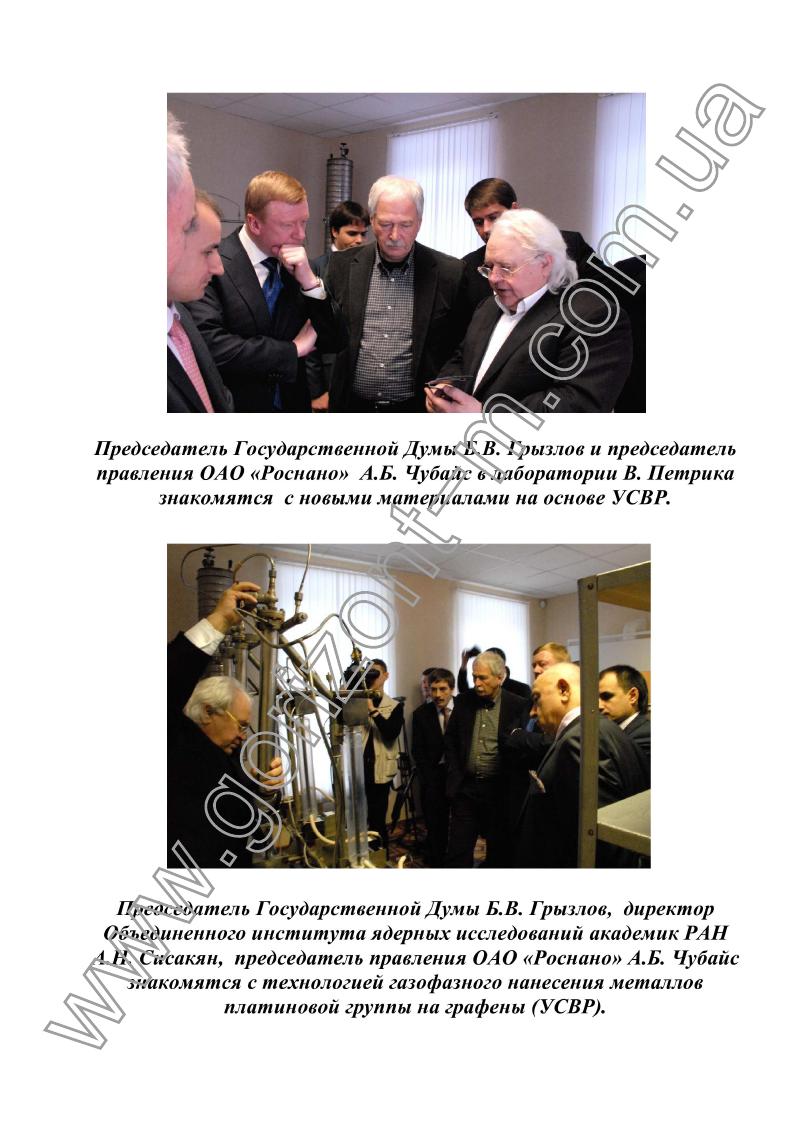 Председатель Государственной Думы Б.В. Грызлов и председатель
правления ОАО «Роснано» А.Б. Чубайс в лаборатории В. Петрика
знакомятся с новыми материалами на основе УСВР.
Председатель Государственной Думы Б.В. Грызлов, директор
Объединенного института ядерных исследований академик РАН
А.Н. Сисакян, председатель правления ОАО «Роснано» А.Б. Чубайс
знакомятся с технологией газофазного нанесения металлов
платиновой группы на графены (УСВР).
www.gorizont-m.com.ua